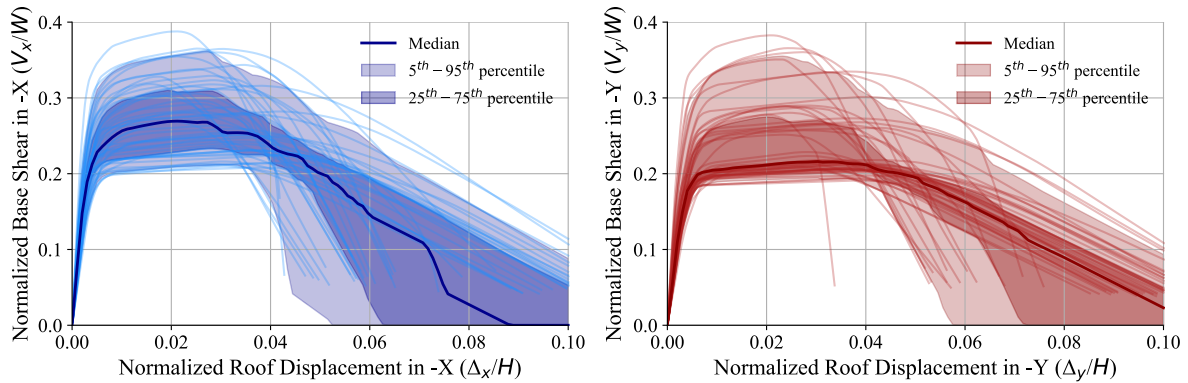 0.4
0.3
0.2
0.1
0.0
Normalized Base Shear in -X (Vₓ/W)
Median
5ᵗʰ − 95ᵗʰ percentile
25ᵗʰ − 75ᵗʰ percentile
0.00 0.02 0.04 0.06 0.08 0.10
Normalized Roof Displacement in -X (Δₓ/H)
0.4
0.3
0.2
0.1
0.0
Normalized Base Shear in -Y (V_y/W)
Median
5ᵗʰ − 95ᵗʰ percentile
25ᵗʰ − 75ᵗʰ percentile
0.00 0.02 0.04 0.06 0.08 0.10
Normalized Roof Displacement in -Y (Δ_y/H)